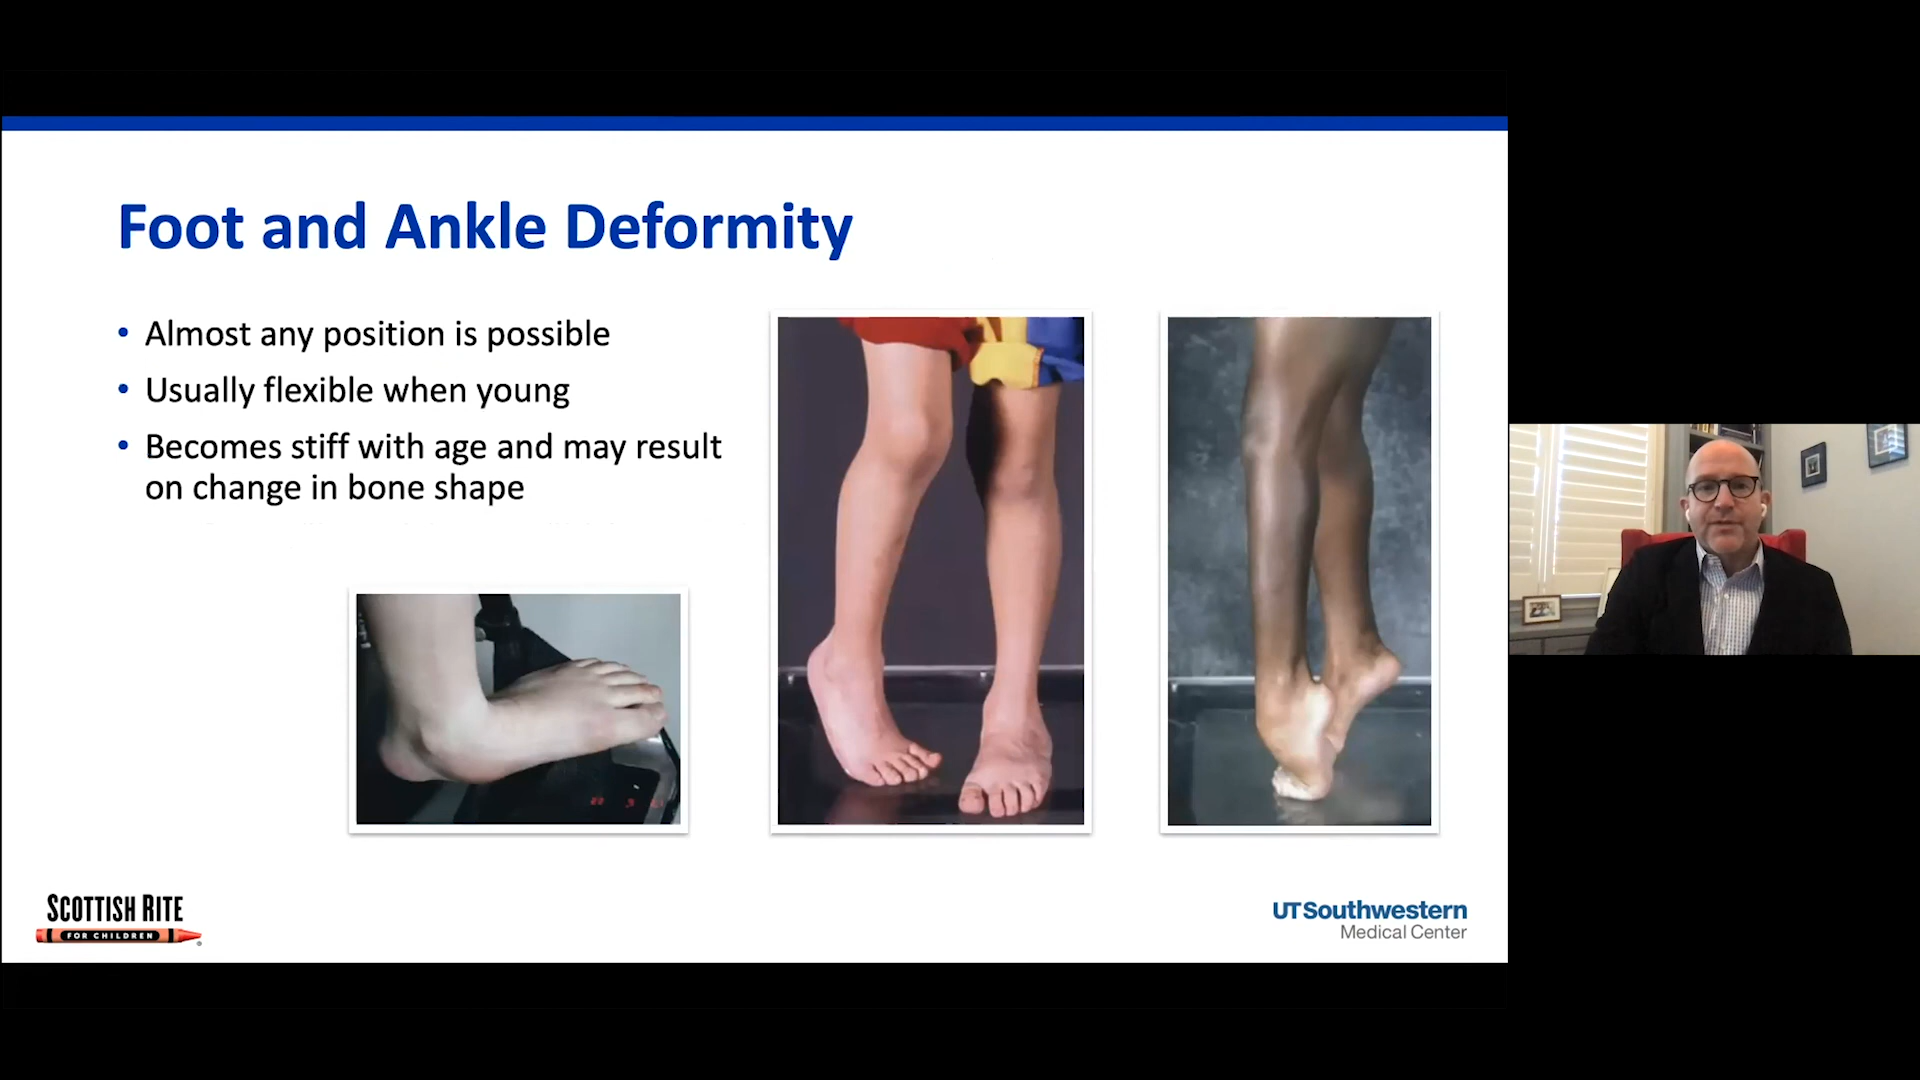 Foot and Ankle Deformity
• Almost any position is possible
• Usually flexible when young
• Becomes stiff with age and may result
on change in bone shape
SCOTTISH RITE
FOR CHILDREN
®
UTSouthwestern
Medical Center